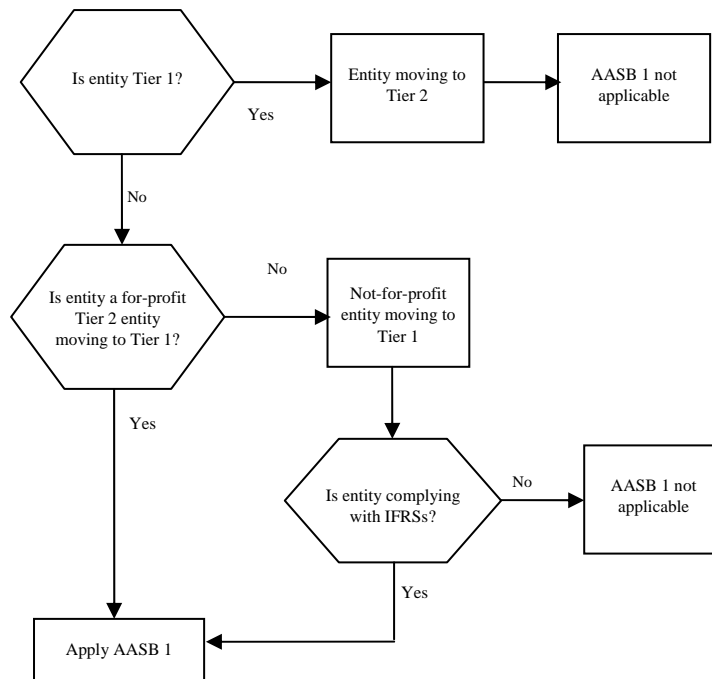 Is entity Tier 1?
Yes
Entity moving to
Tier 2
AASB 1 not
applicable
No
Is entity a for-profit
Tier 2 entity
moving to Tier 1?
No
Not-for-profit
entity moving to
Tier 1
Yes
Is entity complying
with IFRSs?
No
AASB 1 not
applicable
Yes
Apply AASB 1